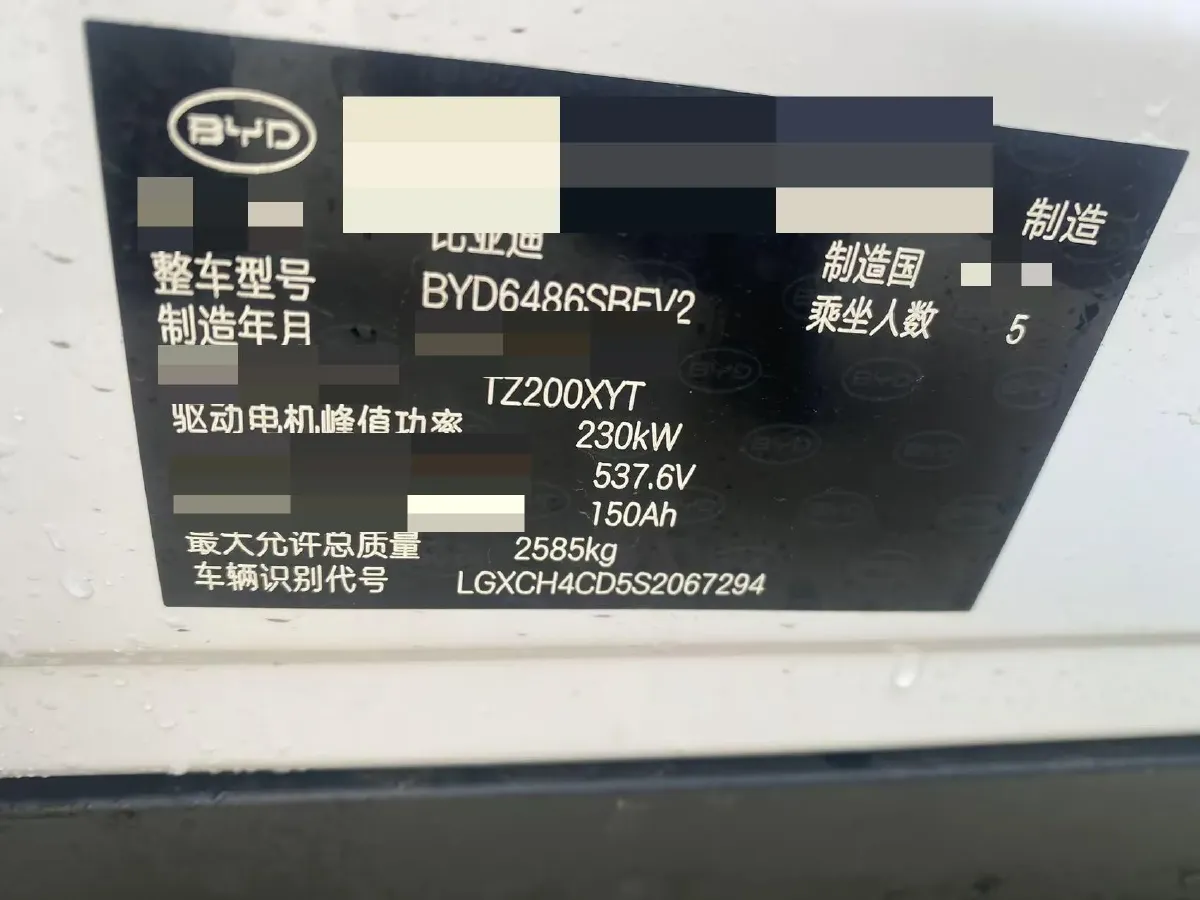 BYD
制造
比亚迪
制造国
整车型号 BYD6486SBEV2
乘坐人数 5
制造年月
TZ200XYT
驱动电机峰值功率 230kW
537.6V
150Ah
最大允许总质量 2585kg
车辆识别代号 LGXCH4CD5S2067294